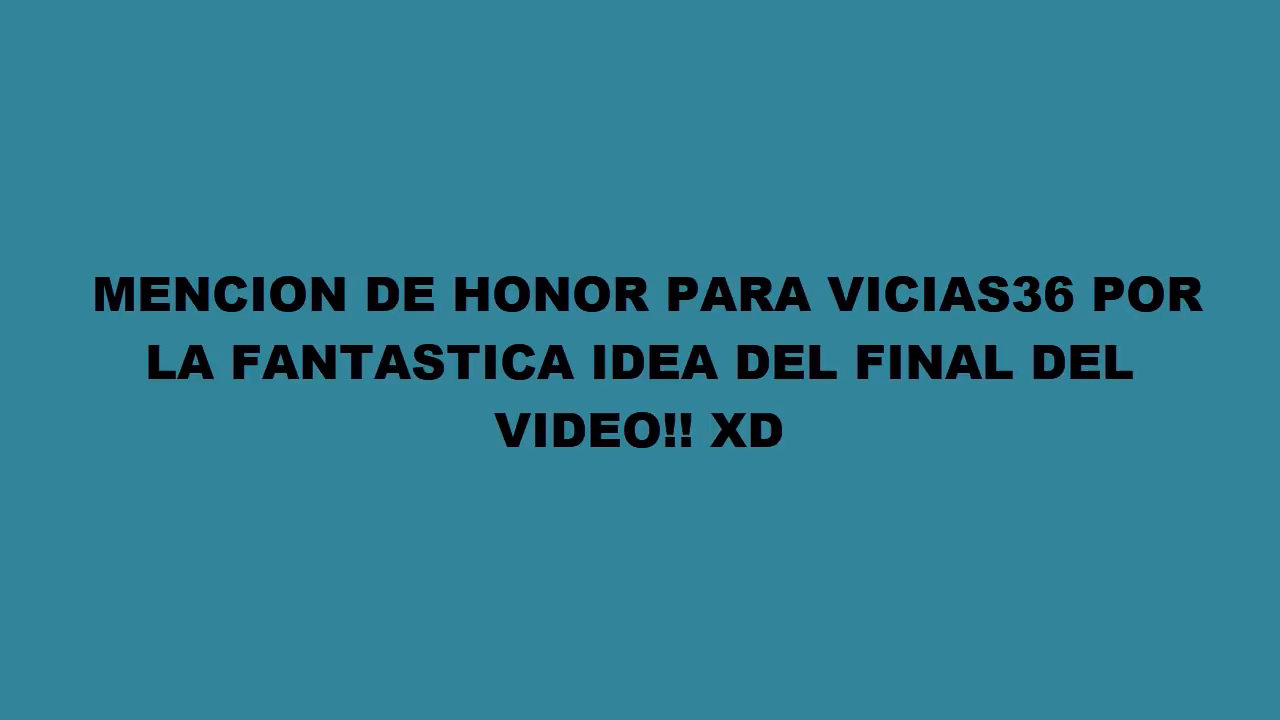 MENCION DE HONOR PARA VICIAS36 POR
LA FANTASTICA IDEA DEL FINAL DEL
VIDEO!! XD